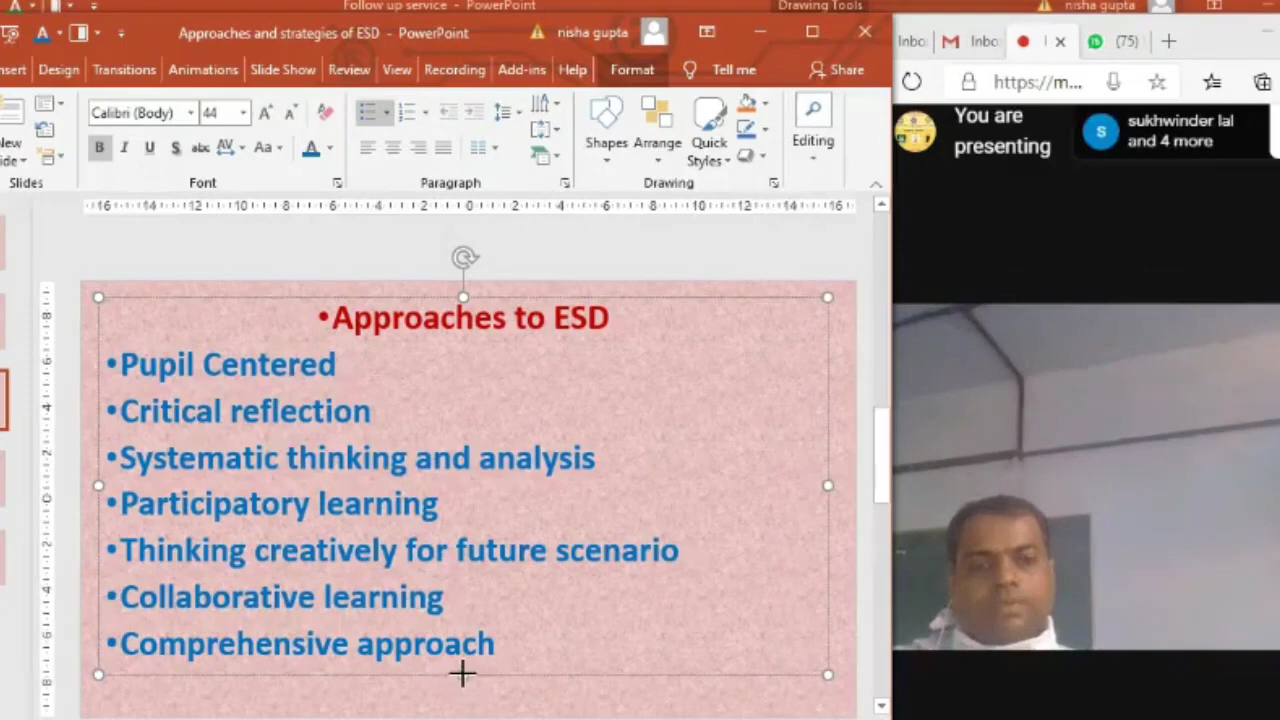 Follow up service - PowerPoint
Drawing Tools
Approaches and strategies of ESD - PowerPoint
nisha gupta
Design Transitions Animations Slide Show Review View Recording Add-ins Help Format Tell me Share
Calibri (Body) 44
Shapes Arrange Quick Styles Editing
Slides Font Paragraph Drawing
•Approaches to ESD
•Pupil Centered
•Critical reflection
•Systematic thinking and analysis
•Participatory learning
•Thinking creatively for future scenario
•Collaborative learning
•Comprehensive approach
(75)
https://m...
You are
presenting
S
sukhwinder lal
and 4 more